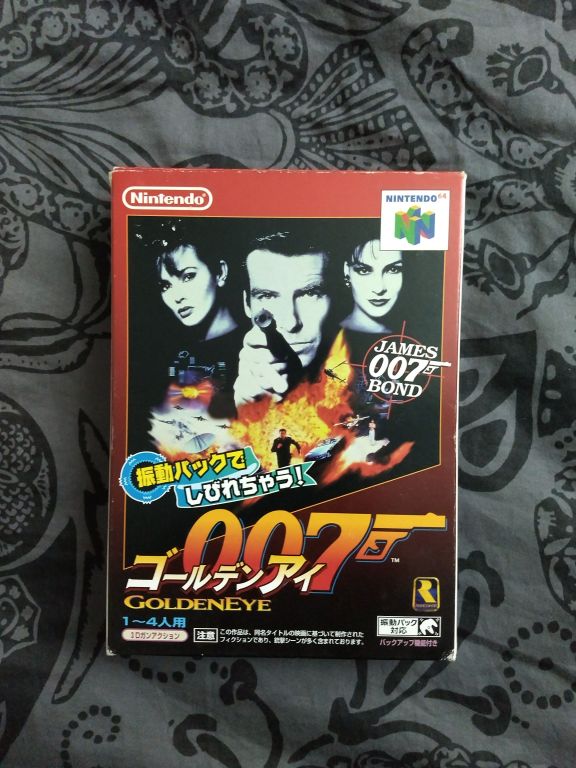 Nintendo®
NINTENDO 64
JAMES
007
BOND
振動パックで
しびれちゃう!
007
ゴールデンアイ
TM
GOLDENEYE
1〜4人用
3Dガンアクション
注意 この作品は、同名タイトルの映画に基づいて制作された
フィクションであり、銃撃シーンが多く含まれております。
R
振動パック
対応
バックアップ機能付き